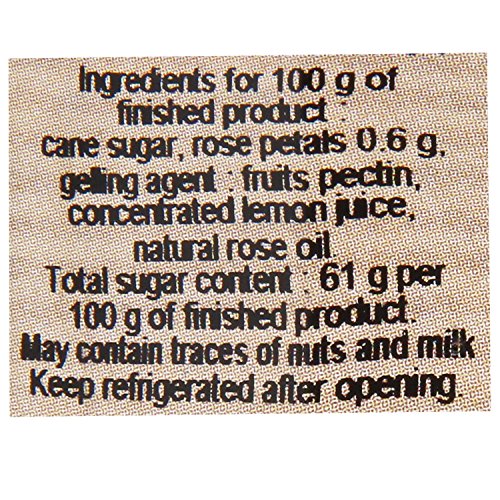 Ingredients for 100 g of
finished product :
cane sugar, rose petals 0.6 g,
gelling agent : fruits pectin,
concentrated lemon juice,
natural rose oil
Total sugar content : 61 g per
100 g of finished product.
May contain traces of nuts and milk
Keep refrigerated after opening.